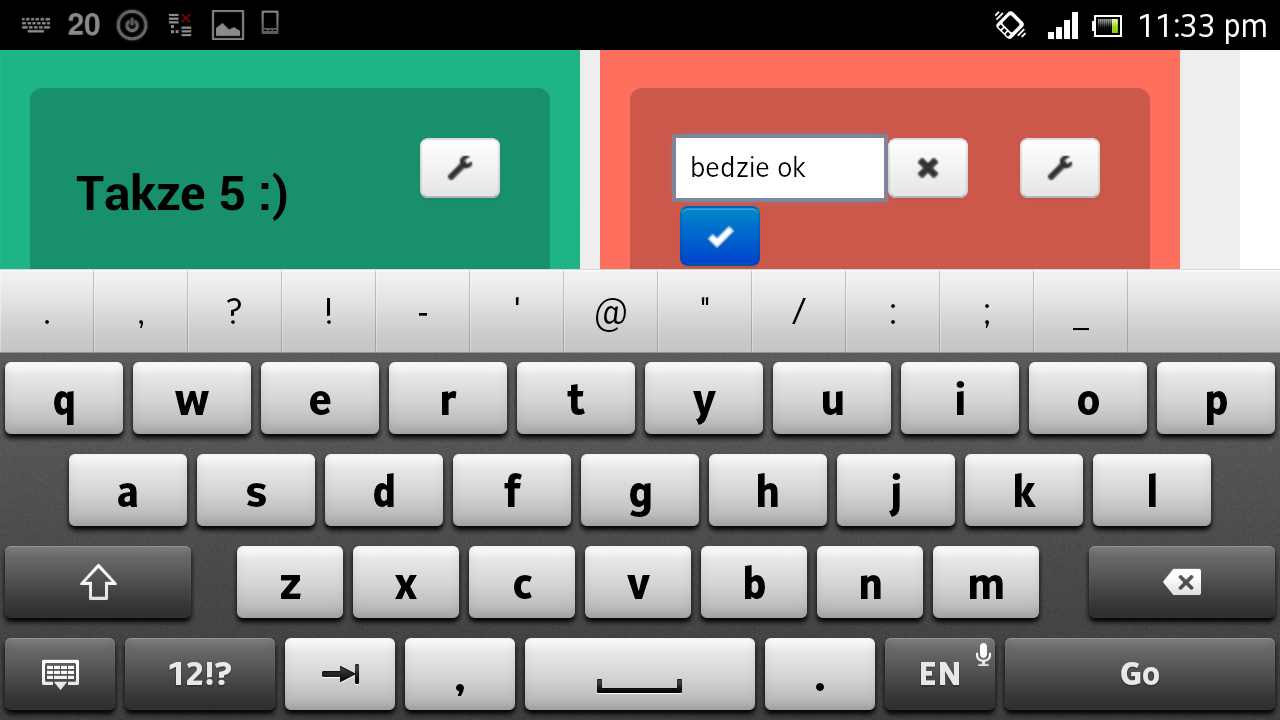 20
11:33 pm
Takze 5 :)
bedzie ok
. , ? ! - ' @ " / : ; _
q w e r t y u i o p
a s d f g h j k l
z x c v b n m
12!? , . EN Go